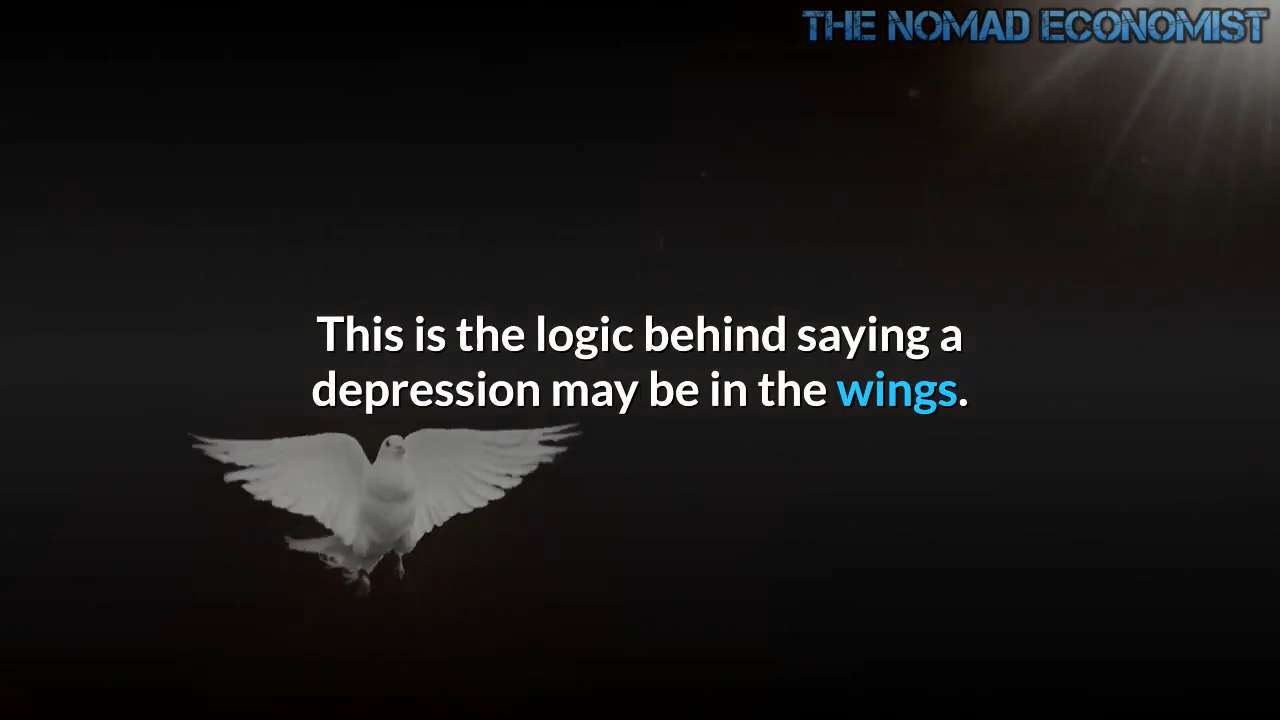 THE NOMAD ECONOMIST
This is the logic behind saying a
depression may be in the wings.